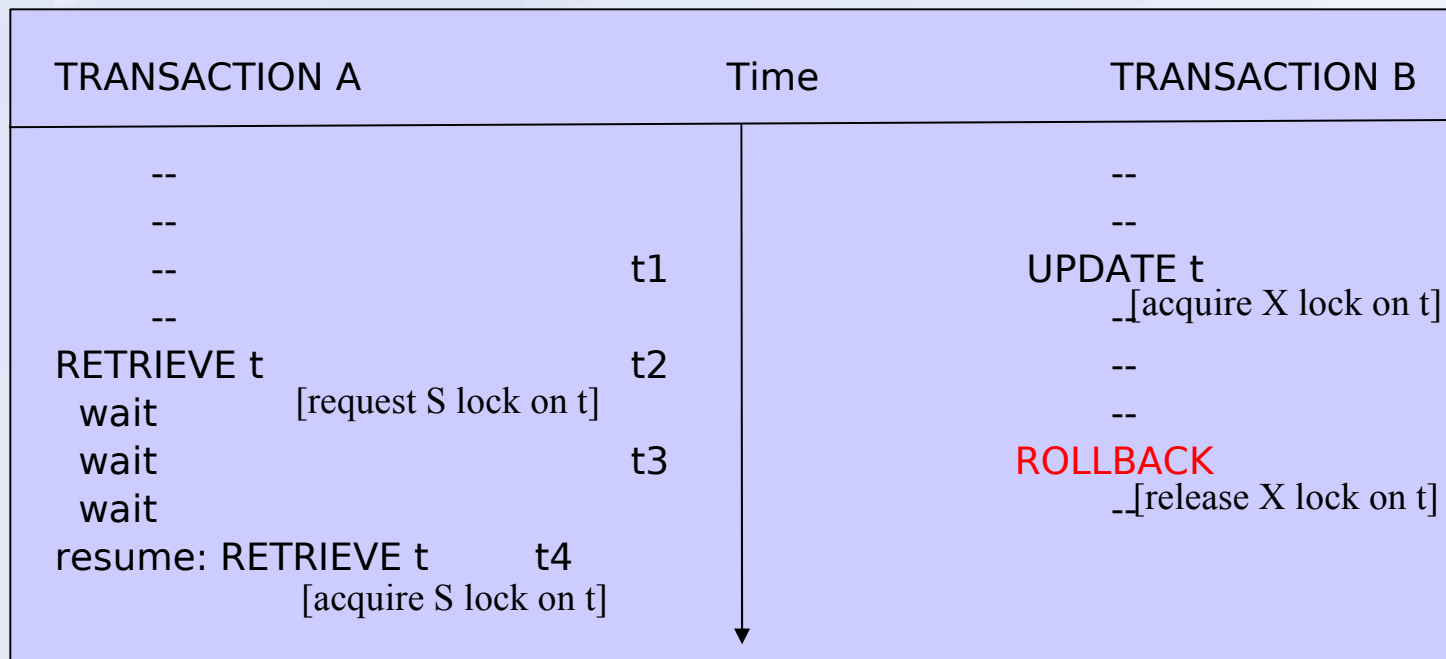 TRANSACTION A Time TRANSACTION B
-- --
-- --
-- t1 UPDATE t
-- --[acquire X lock on t]
RETRIEVE t t2 --
[request S lock on t]
wait --
wait t3 ROLLBACK
wait --[release X lock on t]
resume: RETRIEVE t t4
[acquire S lock on t]